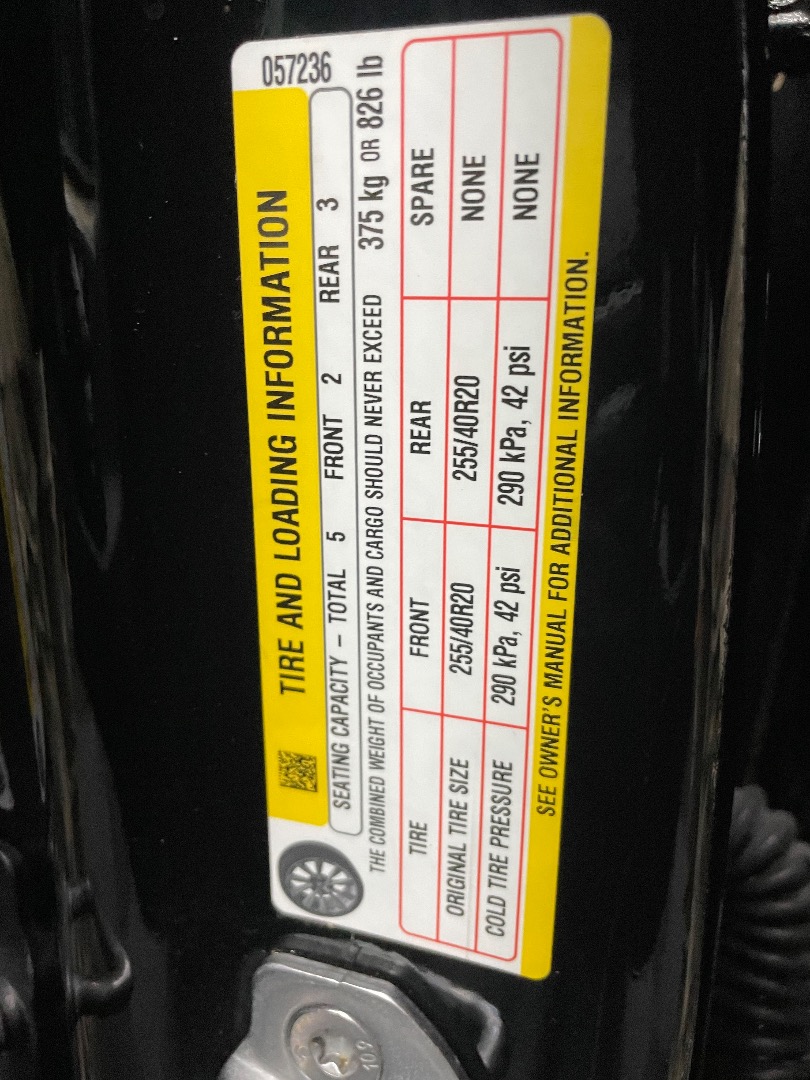 057236
TIRE AND LOADING INFORMATION
SEATING CAPACITY – TOTAL 5 FRONT 2 REAR 3
THE COMBINED WEIGHT OF OCCUPANTS AND CARGO SHOULD NEVER EXCEED 375 kg OR 826 lb
TIRE FRONT REAR SPARE
ORIGINAL TIRE SIZE 255/40R20 255/40R20 NONE
COLD TIRE PRESSURE 290 kPa, 42 psi 290 kPa, 42 psi NONE
SEE OWNER'S MANUAL FOR ADDITIONAL INFORMATION.
10.9